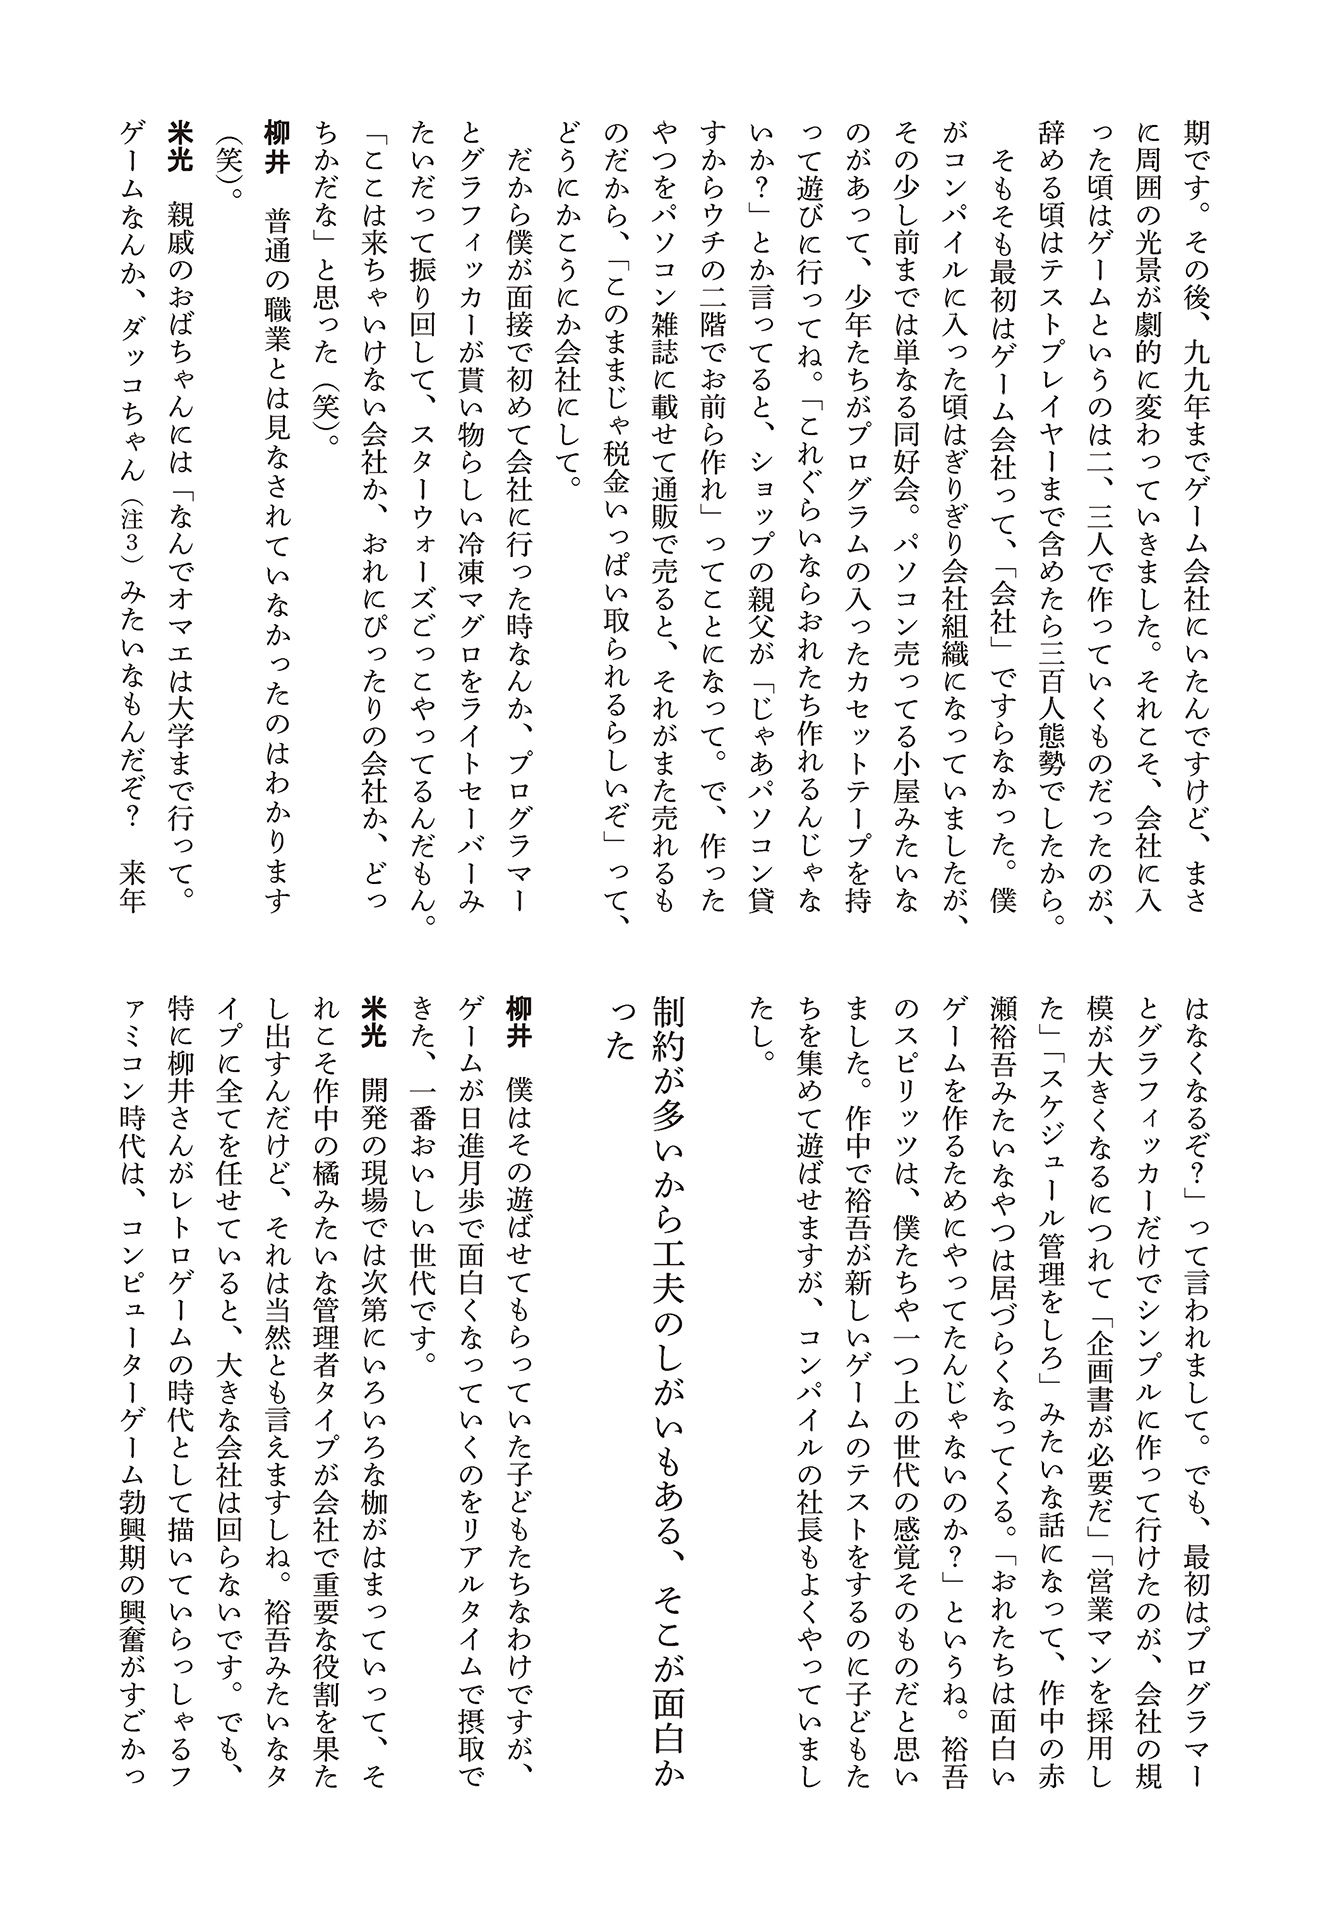 期です。その後、九九年までゲーム会社にいたんですけど、まさ
に周囲の光景が劇的に変わっていきました。それこそ、会社に入
った頃はゲームというのは二、三人で作っていくものだったのが、
辞める頃はテストプレイヤーまで含めたら三百人態勢でしたから。
　そもそも最初はゲーム会社って、「会社」ですらなかった。僕
がコンパイルに入った頃はぎりぎり会社組織になっていましたが、
その少し前までは単なる同好会。パソコン売ってる小屋みたいな
のがあって、少年たちがプログラムの入ったカセットテープを持
って遊びに行ってね。「これぐらいならおれたち作れるんじゃな
いか？」とか言ってると、ショップの親父が「じゃあパソコン貸
すからウチの二階でお前ら作れ」ってことになって。で、作った
やつをパソコン雑誌に載せて通販で売ると、それがまた売れるも
のだから、「このままじゃ税金いっぱい取られるらしいぞ」って、
どうにかこうにか会社にして。
　だから僕が面接で初めて会社に行った時なんか、プログラマー
とグラフィッカーが貰い物らしい冷凍マグロをライトセーバーみ
たいだって振り回して、スターウォーズごっこやってるんだもん。
「ここは来ちゃいけない会社か、おれにぴったりの会社か、どっ
ちかだな」と思った（笑）。
柳井　普通の職業とは見なされていなかったのはわかります
（笑）。
米光　親戚のおばちゃんには「なんでオマエは大学まで行って。
ゲームなんか、ダッコちゃん（注３）みたいなもんだぞ？　来年
はなくなるぞ？」って言われまして。でも、最初はプログラマー
とグラフィッカーだけでシンプルに作って行けたのが、会社の規
模が大きくなるにつれて「企画書が必要だ」「営業マンを採用し
た」「スケジュール管理をしろ」みたいな話になって、作中の赤
瀬裕吾みたいなやつは居づらくなってくる。「おれたちは面白い
ゲームを作るためにやってたんじゃないのか？」というね。裕吾
のスピリッツは、僕たちや一つ上の世代の感覚そのものだと思い
ました。作中で裕吾が新しいゲームのテストをするのに子どもた
ちを集めて遊ばせますが、コンパイルの社長もよくやっていまし
たし。
制約が多いから工夫のしがいもある、そこが面白か
った
柳井　僕はその遊ばせてもらっていた子どもたちなわけですが、
ゲームが日進月歩で面白くなっていくのをリアルタイムで摂取で
きた、一番おいしい世代です。
米光　開発の現場では次第にいろいろな枷がはまっていって、そ
れこそ作中の橘みたいな管理者タイプが会社で重要な役割を果た
し出すんだけど、それは当然とも言えますしね。裕吾みたいなタ
イプに全てを任せていると、大きな会社は回らないです。でも、
特に柳井さんがレトロゲームの時代として描いていらっしゃるフ
ァミコン時代は、コンピューターゲーム勃興期の興奮がすごかっ